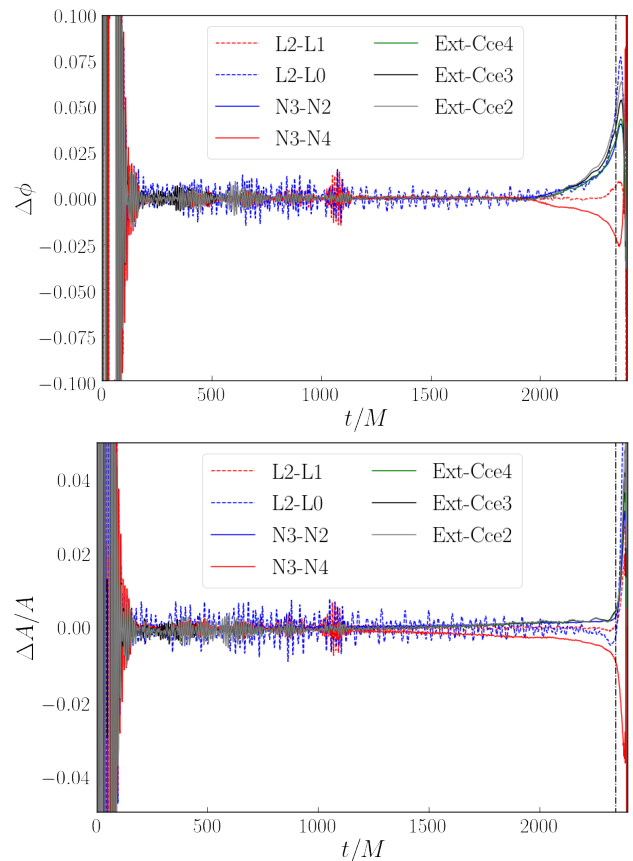 0.100
0.075
0.050
0.025
0.000
−0.025
−0.050
−0.075
−0.100
Δϕ
L2-L1
L2-L0
N3-N2
N3-N4
Ext-Cce4
Ext-Cce3
Ext-Cce2
0 500 1000 1500 2000
t/M
0.04
0.02
0.00
−0.02
−0.04
ΔA/A
L2-L1
L2-L0
N3-N2
N3-N4
Ext-Cce4
Ext-Cce3
Ext-Cce2
0 500 1000 1500 2000
t/M